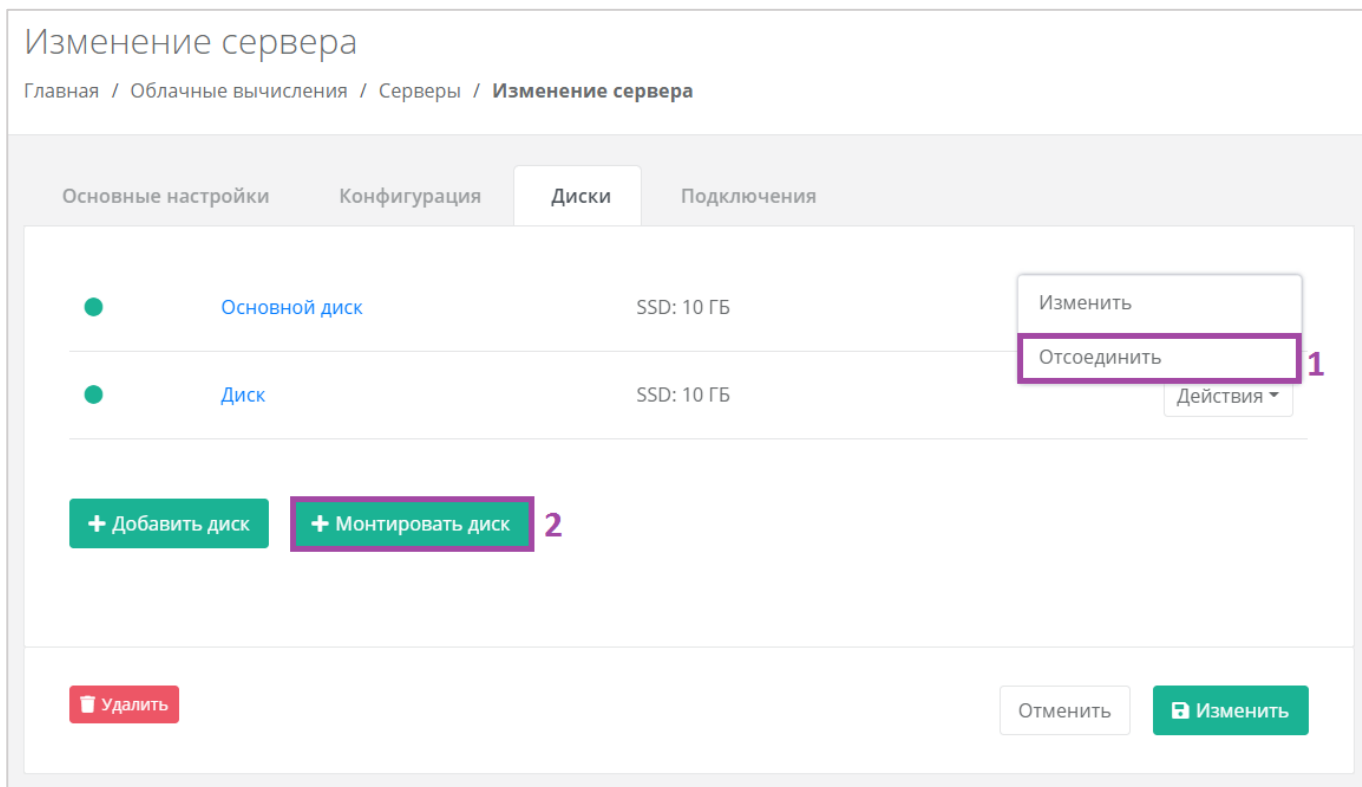 Изменение сервера
Главная / Облачные вычисления / Серверы / Изменение сервера
Основные настройки Конфигурация Диски Подключения
Основной диск SSD: 10 ГБ Изменить
Отсоединить 1
Диск SSD: 10 ГБ Действия
+ Добавить диск + Монтировать диск 2
Удалить Отменить Изменить